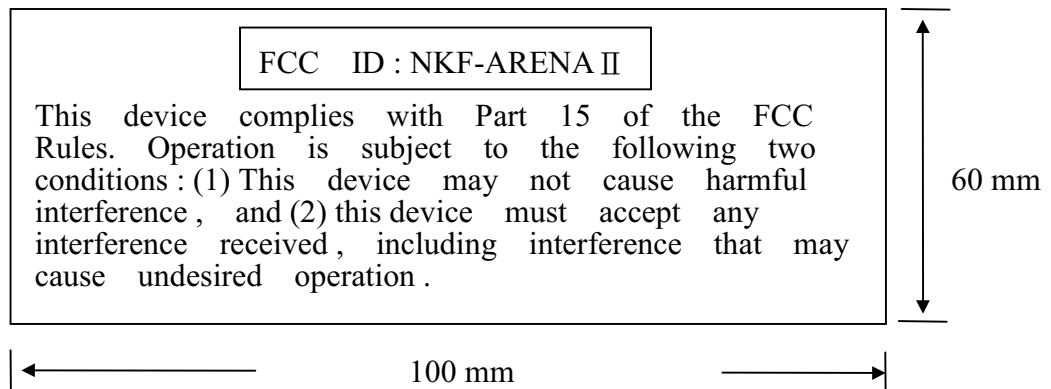 FCC ID : NKF-ARENA Ⅱ
This device complies with Part 15 of the FCC
Rules. Operation is subject to the following two
conditions : (1) This device may not cause harmful
interference , and (2) this device must accept any
interference received , including interference that may
cause undesired operation .
60 mm
100 mm